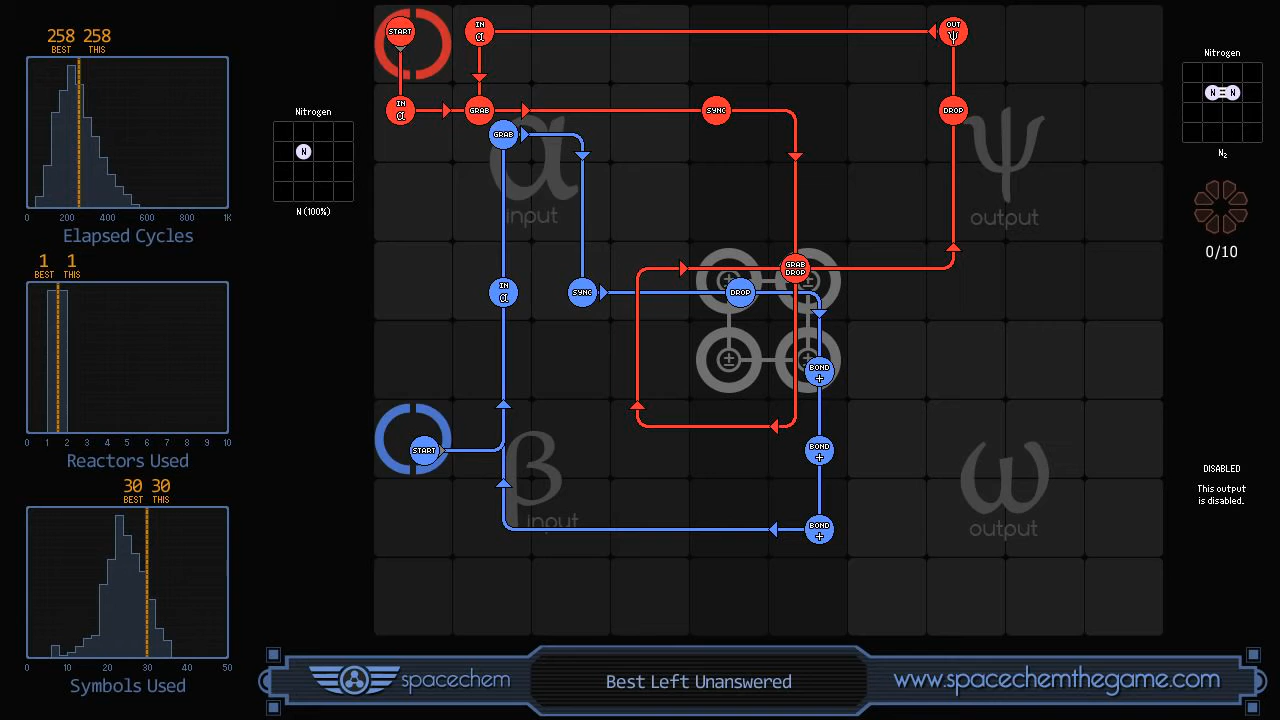 258 258
BEST THIS
0 200 400 600 800 1K
Elapsed Cycles
1 1
BEST THIS
0 1 2 3 4 5 6 7 8 9 10
Reactors Used
30 30
BEST THIS
0 10 20 30 40 50
Symbols Used
Nitrogen
N
N (100%)
START
IN
α
OUT
ψ
IN
α
GRAB
SYNC
DROP
GRAB
α
input
ψ
output
GRAB
DROP
IN
α
SYNC
DROP
BOND
+
START
BOND
+
BOND
+
β
input
ω
output
Nitrogen
N = N
N₂
0/10
DISABLED
This output
is disabled.
spacechem
Best Left Unanswered
www.spacechemthegame.com